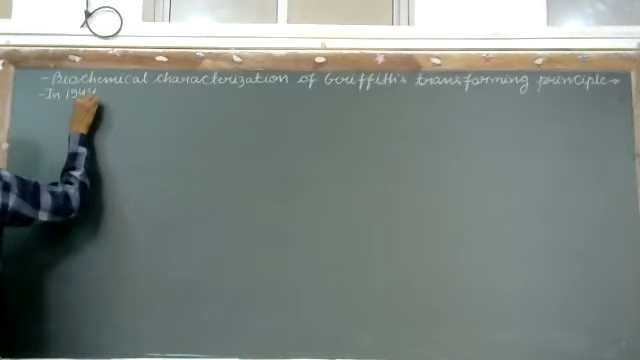 - Biochemical characterization of Griffith's transforming principle →
- In 1944